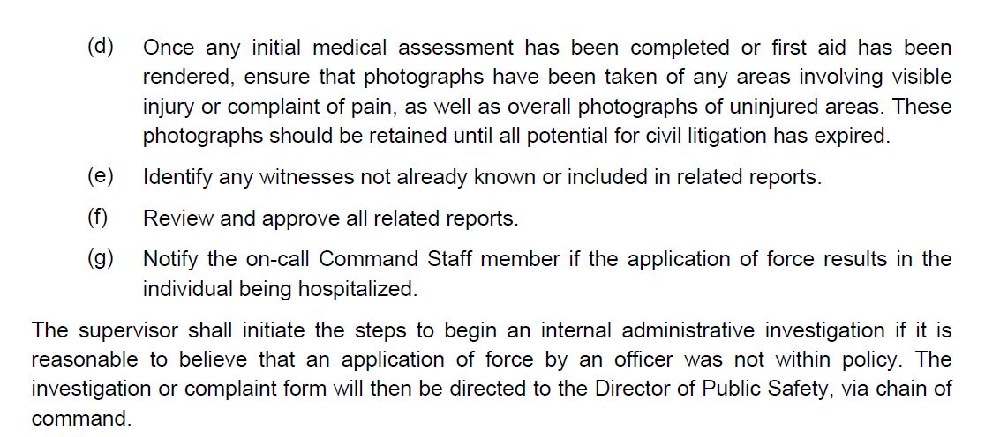 (d) Once any initial medical assessment has been completed or first aid has been
rendered, ensure that photographs have been taken of any areas involving visible
injury or complaint of pain, as well as overall photographs of uninjured areas. These
photographs should be retained until all potential for civil litigation has expired.
(e) Identify any witnesses not already known or included in related reports.
(f) Review and approve all related reports.
(g) Notify the on-call Command Staff member if the application of force results in the
individual being hospitalized.
The supervisor shall initiate the steps to begin an internal administrative investigation if it is
reasonable to believe that an application of force by an officer was not within policy. The
investigation or complaint form will then be directed to the Director of Public Safety, via chain of
command.